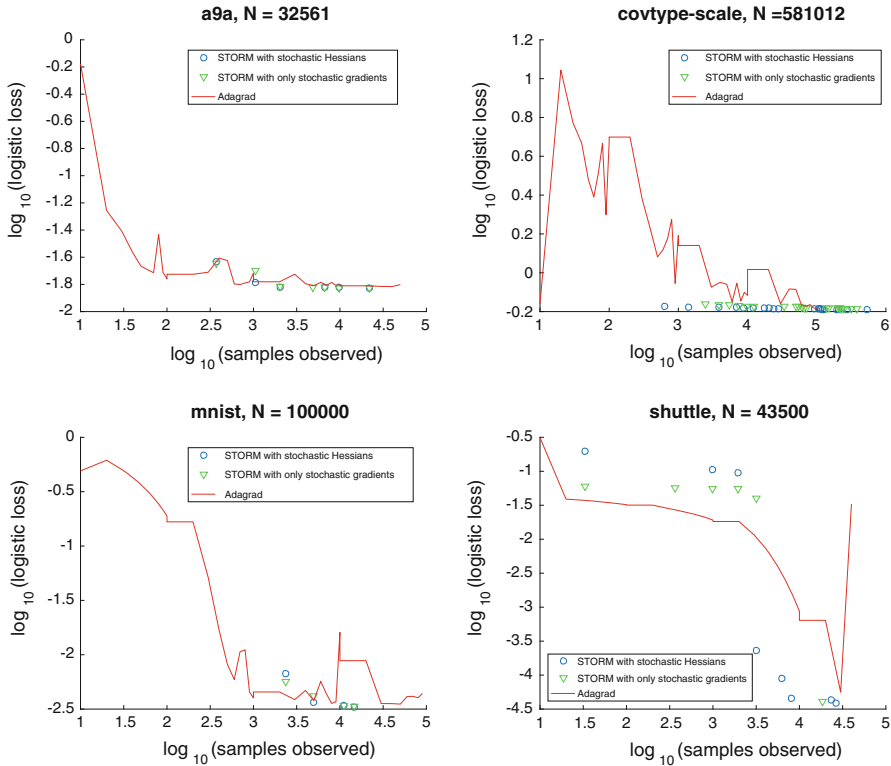 a9a, N = 32561
0
-0.2
-0.4
-0.6
-0.8
-1
-1.2
-1.4
-1.6
-1.8
-2
log 10 (logistic loss)
STORM with stochastic Hessians
STORM with only stochastic gradients
Adagrad
1 1.5 2 2.5 3 3.5 4 4.5 5
log 10 (samples observed)
covtype-scale, N =581012
1.2
1
0.8
0.6
0.4
0.2
0
-0.2
log 10 (logistic loss)
STORM with stochastic Hessians
STORM with only stochastic gradients
Adagrad
1 2 3 4 5 6
log 10 (samples observed)
mnist, N = 100000
0
-0.5
-1
-1.5
-2
-2.5
log 10 (logistic loss)
STORM with stochastic Hessians
STORM with only stochastic gradients
Adagrad
1 1.5 2 2.5 3 3.5 4 4.5 5
log 10 (samples observed)
shuttle, N = 43500
-0.5
-1
-1.5
-2
-2.5
-3
-3.5
-4
-4.5
log 10 (logistic loss)
STORM with stochastic Hessians
STORM with only stochastic gradients
Adagrad
1 1.5 2 2.5 3 3.5 4 4.5 5
log 10 (samples observed)